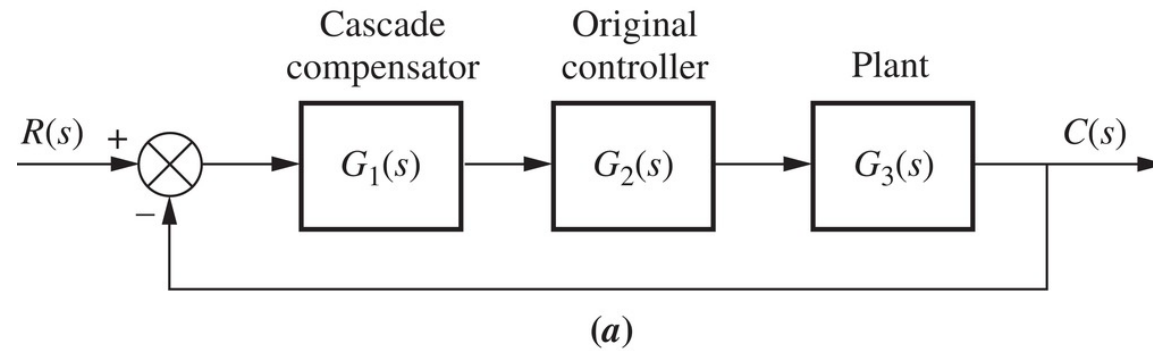 Cascade
compensator
Original
controller
Plant
R(s)
+
G₁(s)
G₂(s)
G₃(s)
C(s)
−
(a)